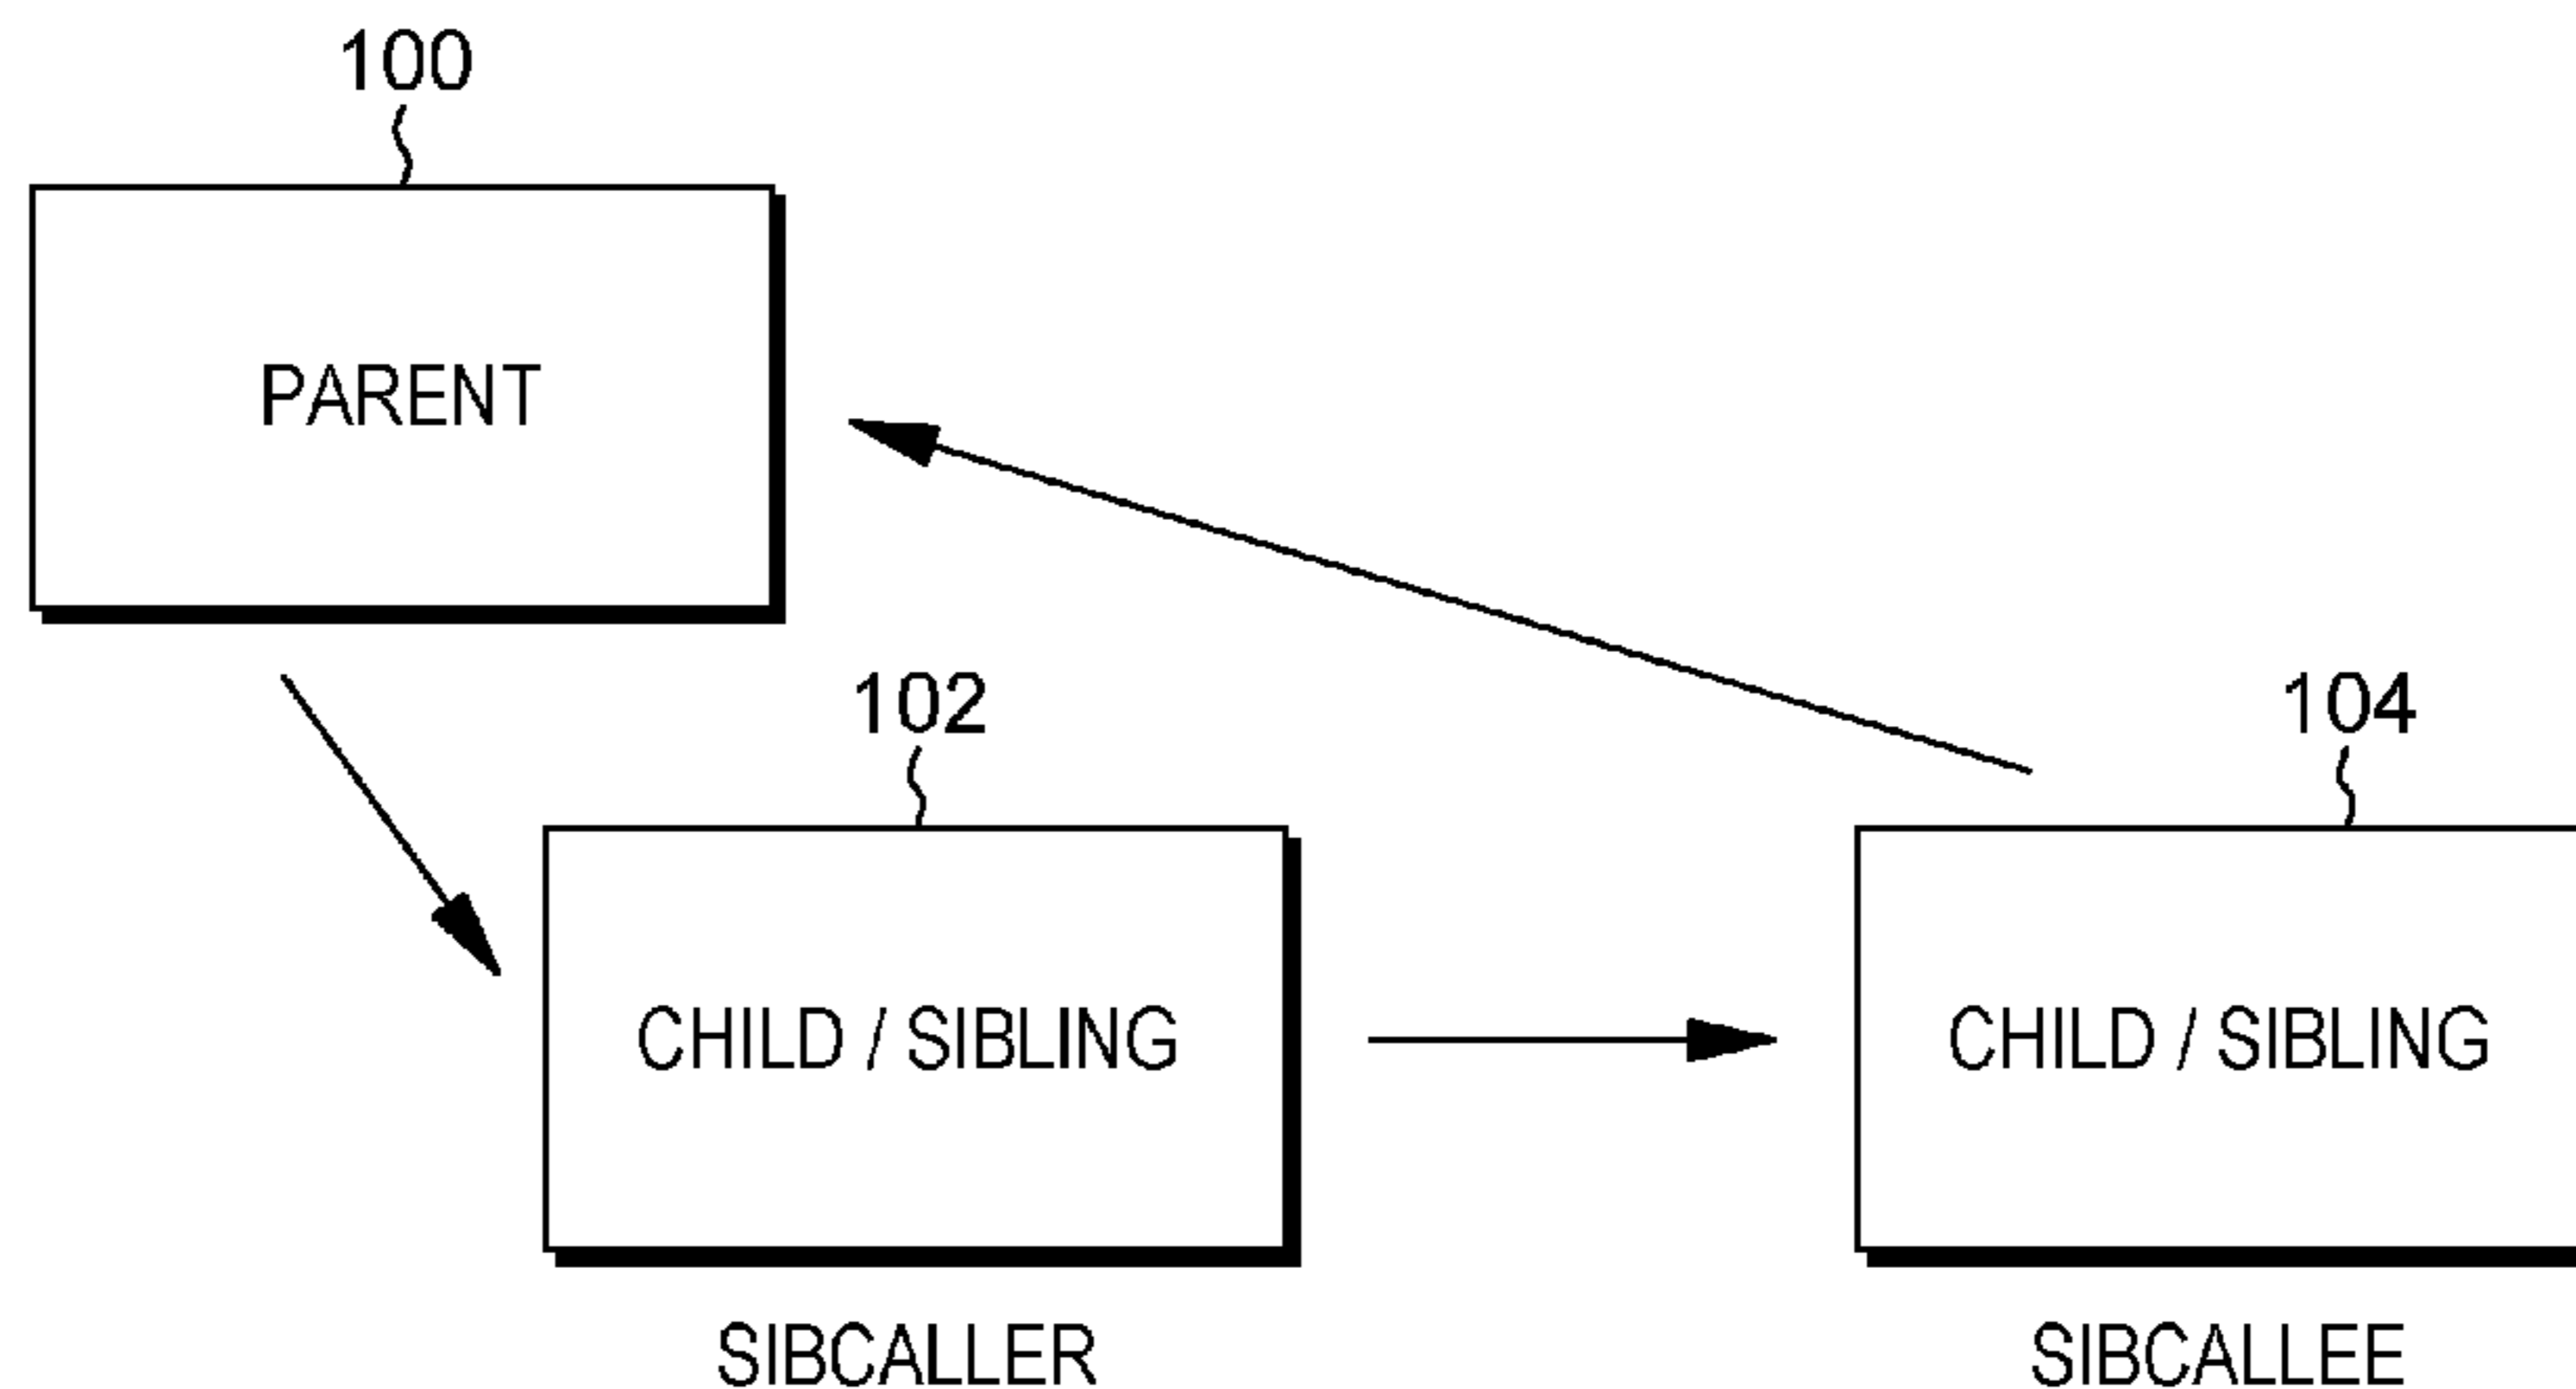 100
PARENT
102
104
CHILD / SIBLING
CHILD / SIBLING
SIBCALLER
SIBCALLEE